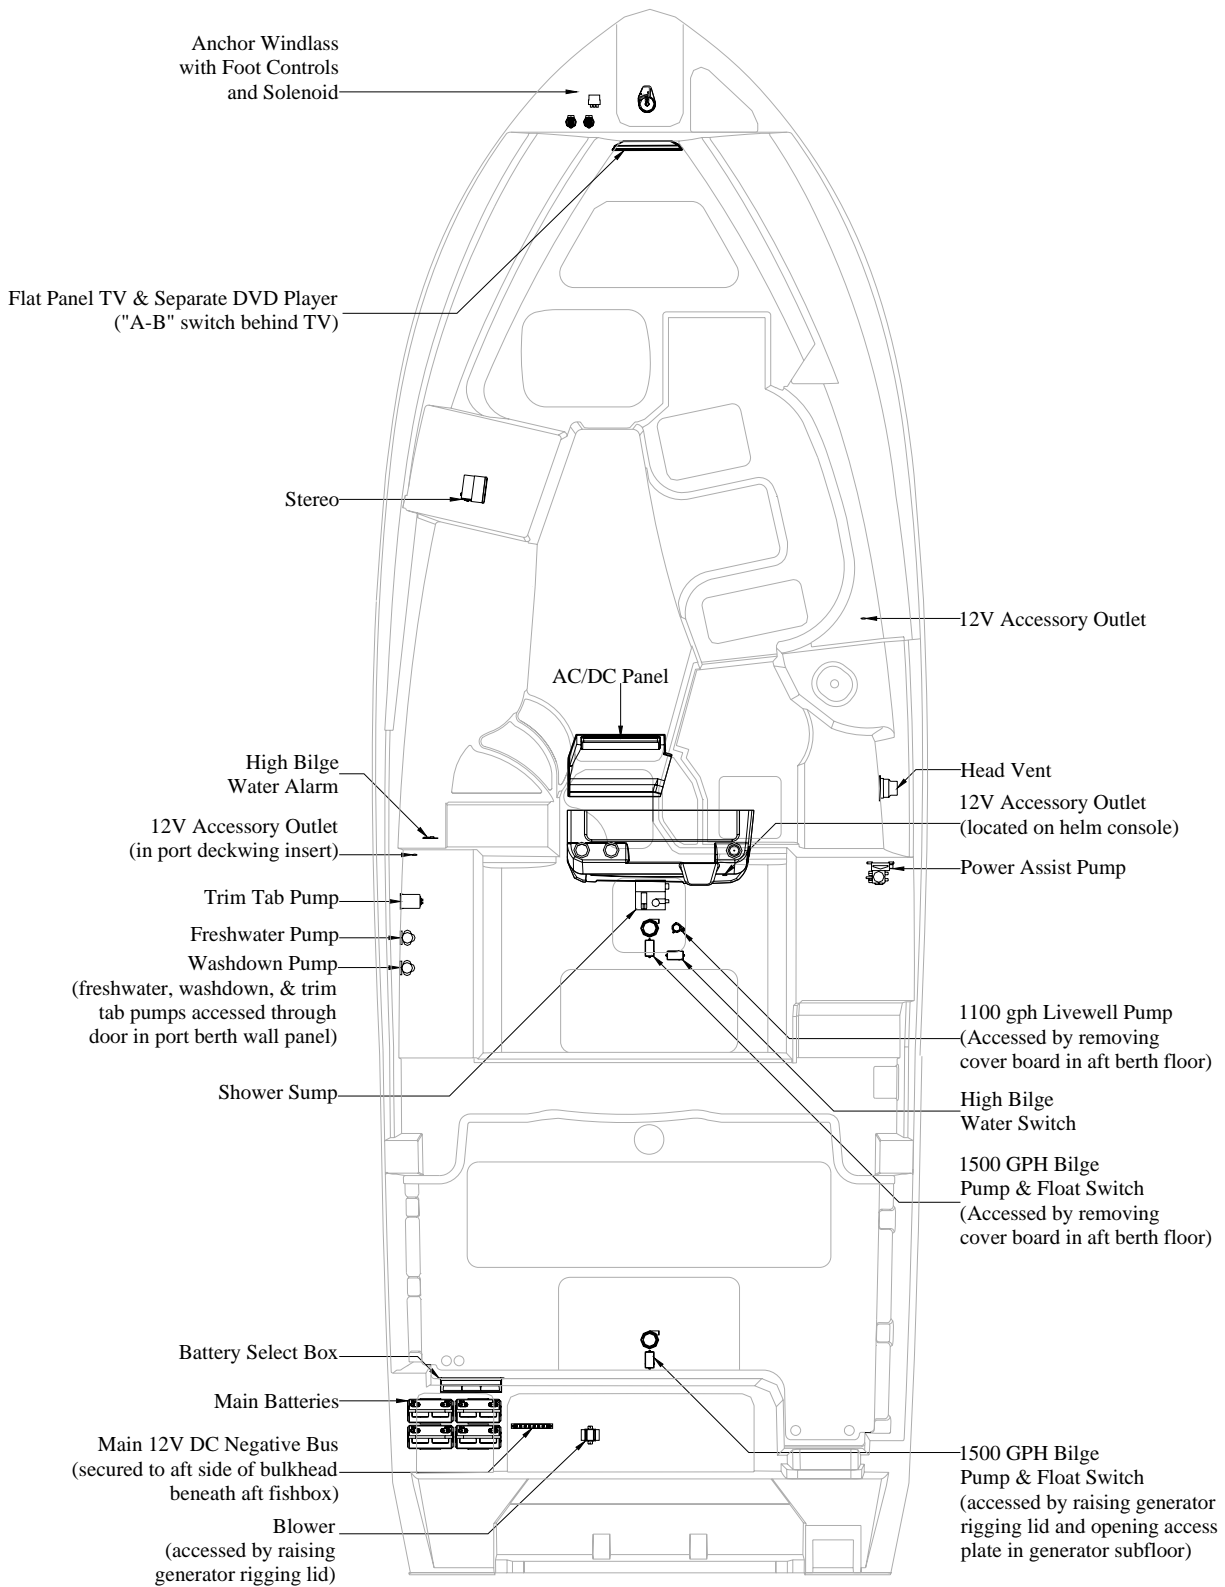 Anchor Windlass
with Foot Controls
and Solenoid
Flat Panel TV & Separate DVD Player
("A-B" switch behind TV)
Stereo
12V Accessory Outlet
AC/DC Panel
High Bilge
Water Alarm
12V Accessory Outlet
(in port deckwing insert)
Trim Tab Pump
Freshwater Pump
Washdown Pump
(freshwater, washdown, & trim
tab pumps accessed through
door in port berth wall panel)
Shower Sump
Head Vent
12V Accessory Outlet
(located on helm console)
Power Assist Pump
1100 gph Livewell Pump
(Accessed by removing
cover board in aft berth floor)
High Bilge
Water Switch
1500 GPH Bilge
Pump & Float Switch
(Accessed by removing
cover board in aft berth floor)
Battery Select Box
Main Batteries
Main 12V DC Negative Bus
(secured to aft side of bulkhead
beneath aft fishbox)
Blower
(accessed by raising
generator rigging lid)
1500 GPH Bilge
Pump & Float Switch
(accessed by raising generator
rigging lid and opening access
plate in generator subfloor)